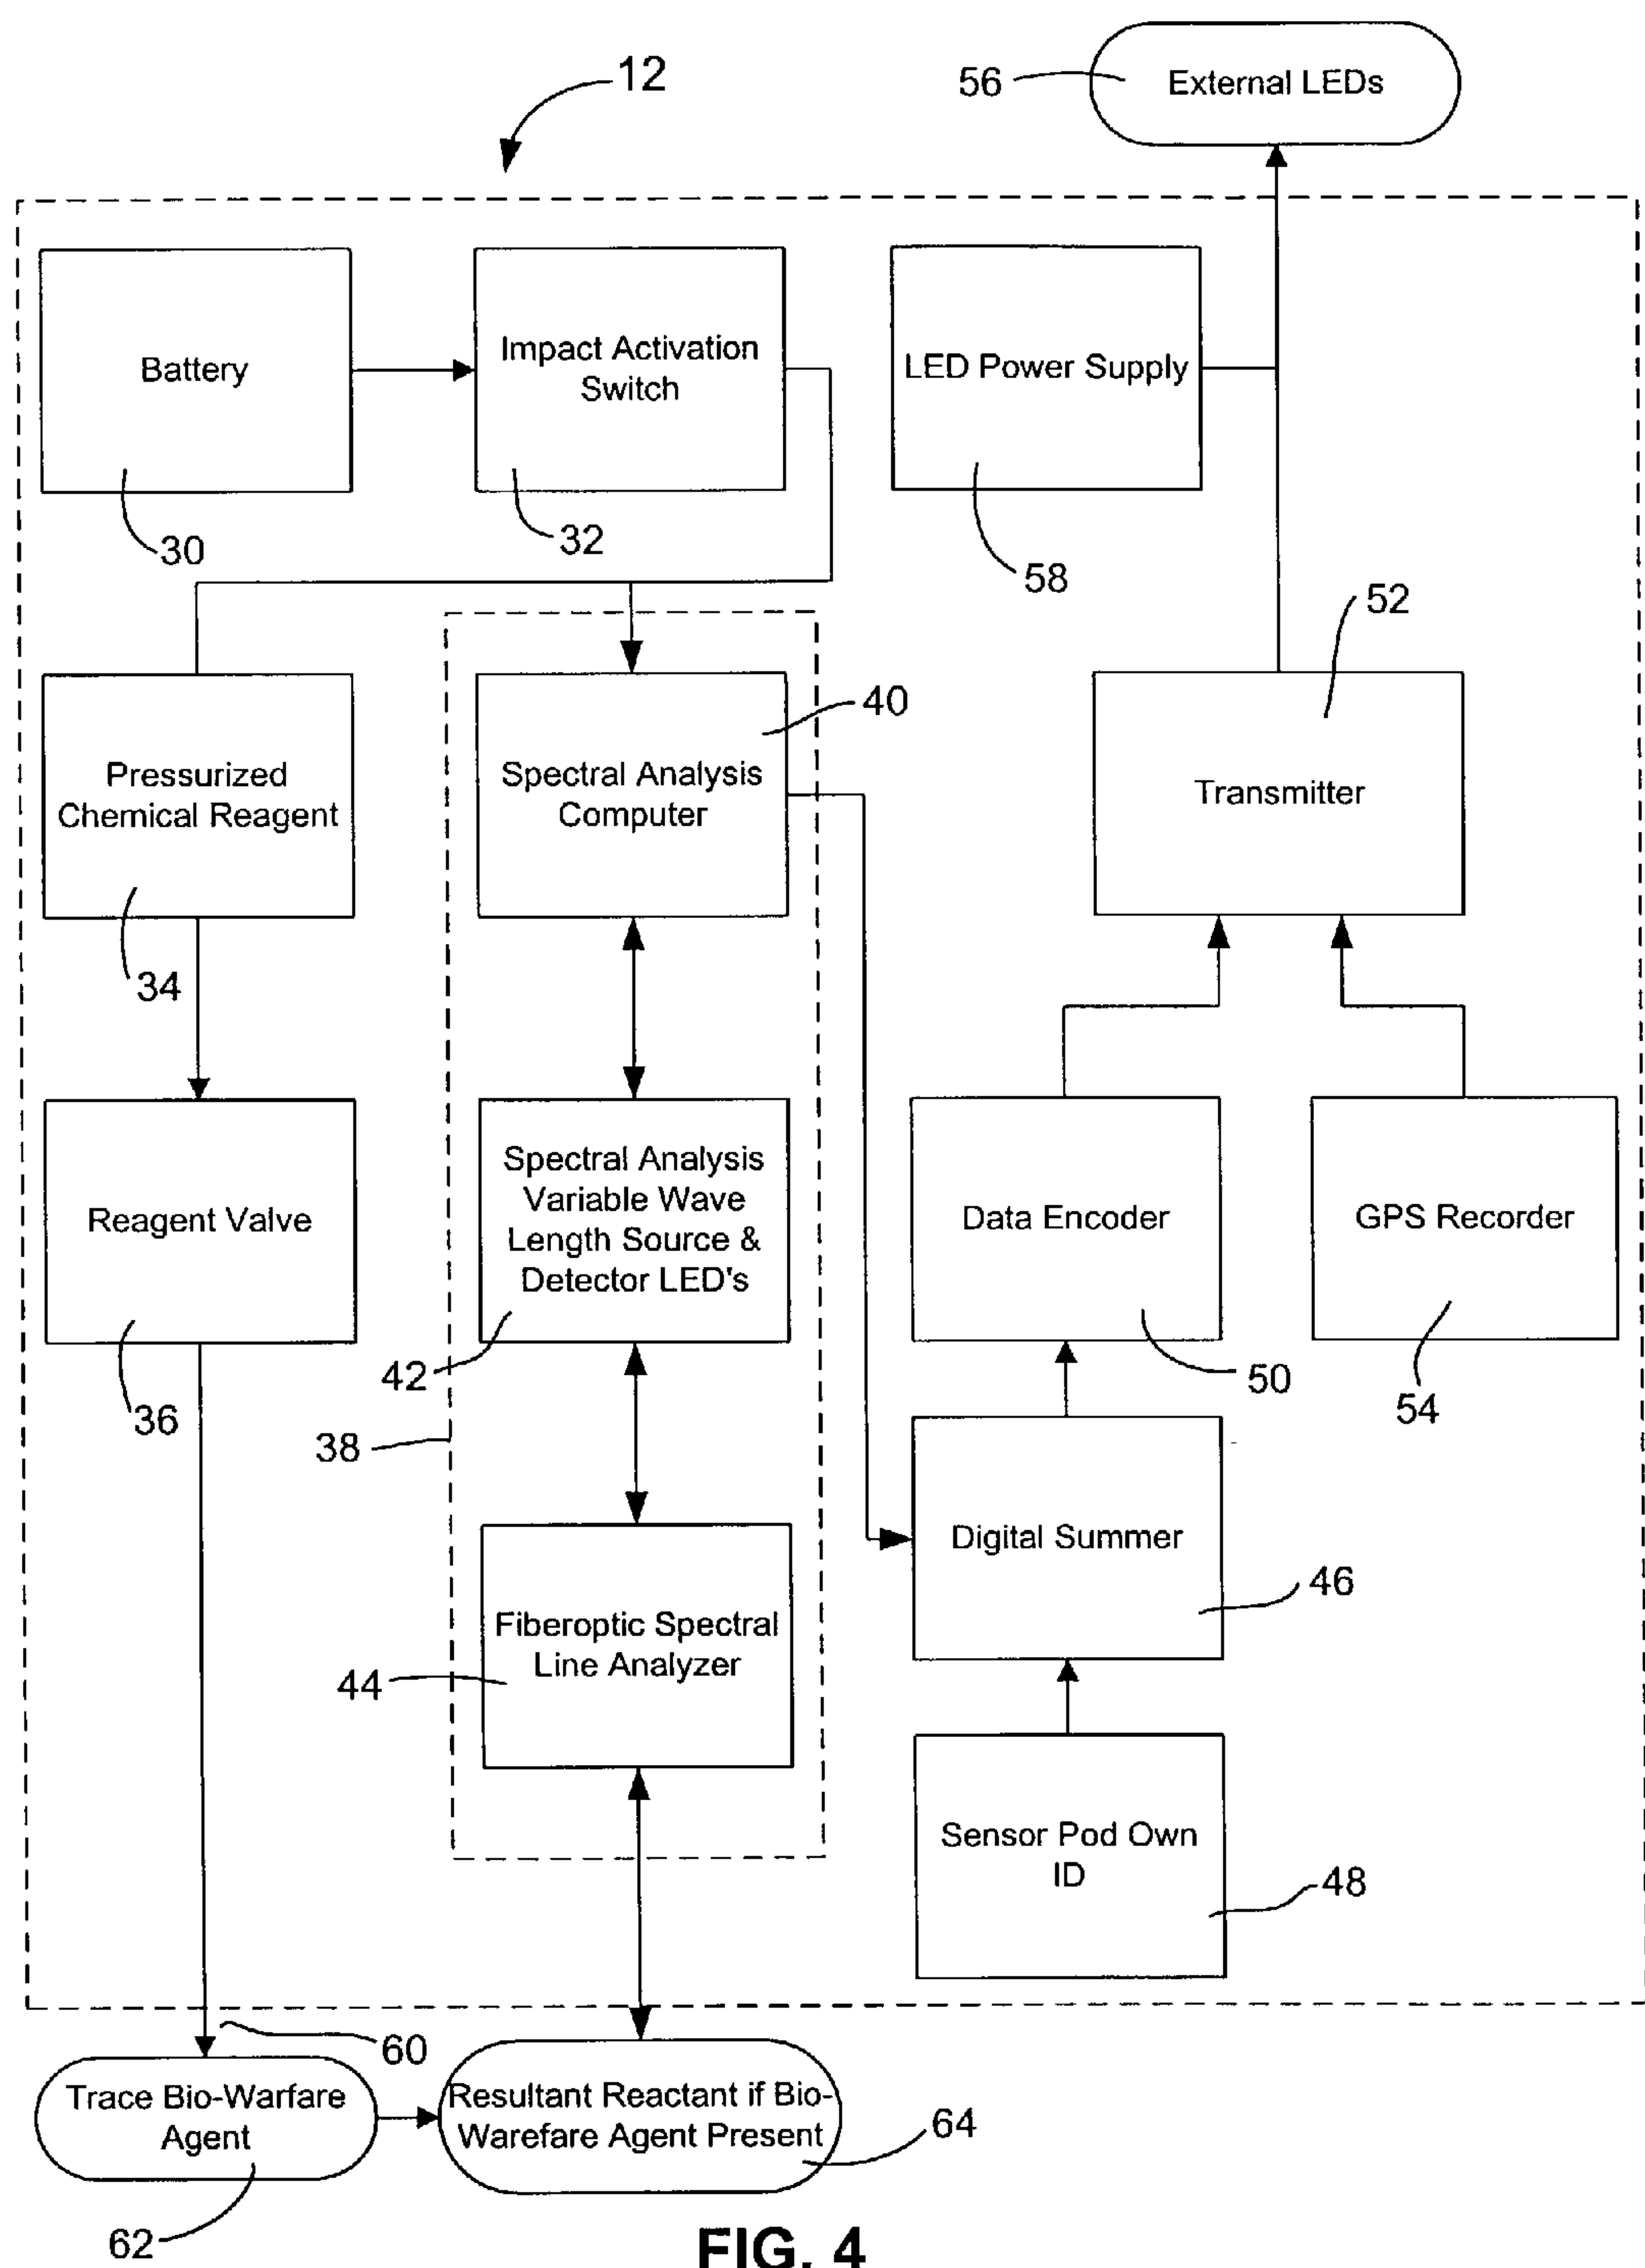 12
56
External LEDs
Battery
30
Impact Activation
Switch
32
LED Power Supply
58
52
Transmitter
Pressurized
Chemical Reagent
34
40
Spectral Analysis
Computer
Reagent Valve
36
Spectral Analysis
Variable Wave
Length Source &
Detector LED's
42
38
Data Encoder
50
GPS Recorder
54
Fiberoptic Spectral
Line Analyzer
44
Digital Summer
46
Sensor Pod Own
ID
48
60
Trace Bio-Warfare
Agent
62
Resultant Reactant if Bio-
Warefare Agent Present
64
FIG. 4